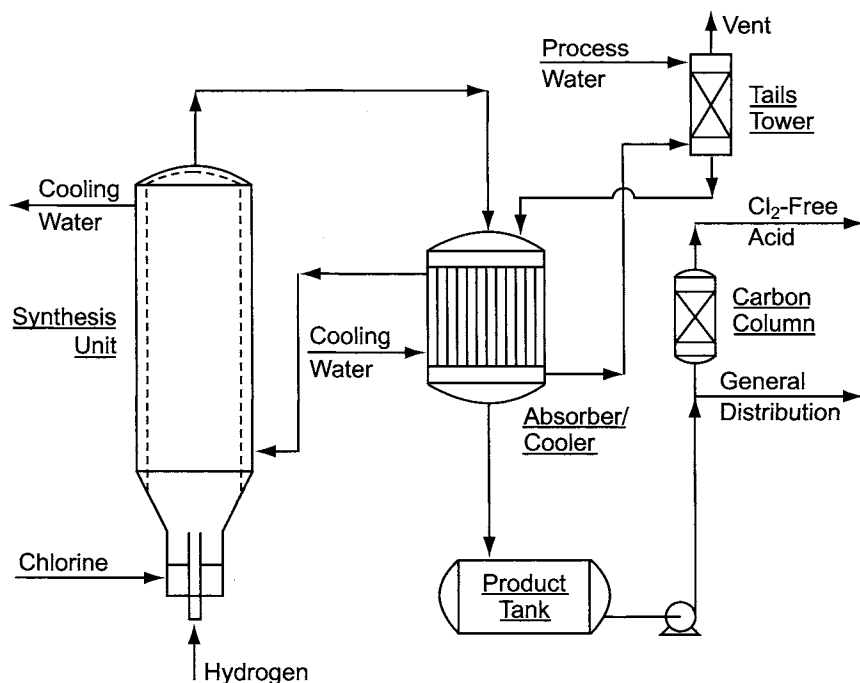 Vent
Process
Water
Tails
Tower
Cooling
Water
Cl₂-Free
Acid
Synthesis
Unit
Carbon
Column
Cooling
Water
General
Distribution
Absorber/
Cooler
Chlorine
Product
Tank
Hydrogen